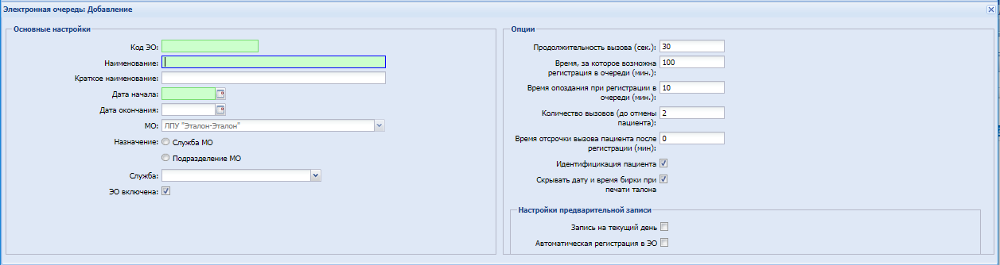 Электронная очередь: Добавление
Основные настройки
Код ЭО:
Наименование:
Краткое наименование:
Дата начала:
Дата окончания:
МО: ЛПУ "Эталон-Эталон"
Назначение: Служба МО
Подразделение МО
Служба:
ЭО включена:
Опции
Продолжительность вызова (сек.): 30
Время, за которое возможна 100
регистрация в очереди (мин.):
Время опоздания при регистрации в 10
очереди (мин.):
Количество вызовов (до отмены 2
пациента):
Время отсрочки вызова пациента после 0
регистрации (мин):
Идентифицикация пациента
Скрывать дату и время бирки при
печати талона
Настройки предварительной записи
Запись на текущий день
Автоматическая регистрация в ЭО